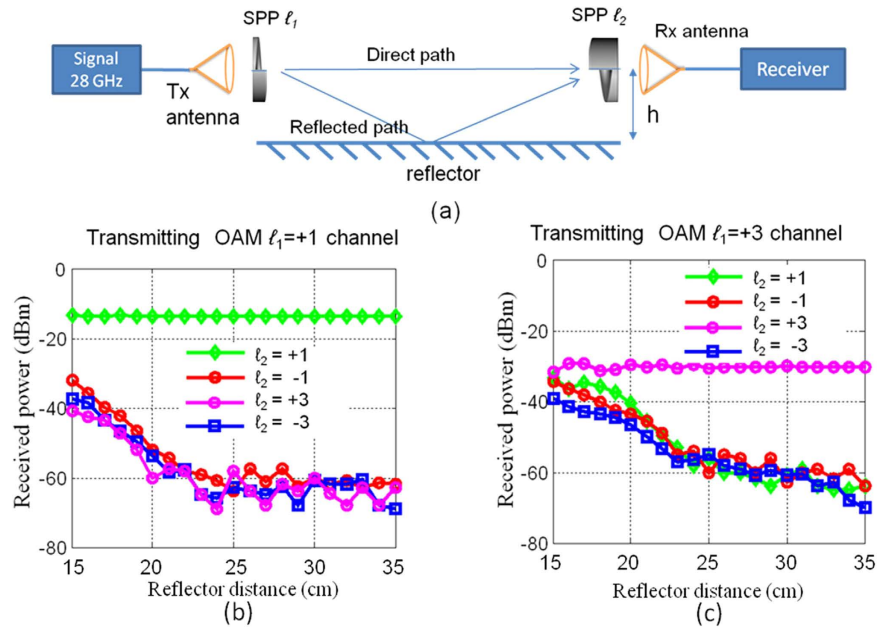 SPP ℓ1
SPP ℓ2
Signal
28 GHz
Tx
antenna
Direct path
Rx antenna
Receiver
h
Reflected path
reflector
(a)
Transmitting OAM ℓ1=+1 channel
Received power (dBm)
0
-20
-40
-60
-80
ℓ2 = +1
ℓ2 = -1
ℓ2 = +3
ℓ2 = -3
15
20
25
30
35
Reflector distance (cm)
(b)
Transmitting OAM ℓ1=+3 channel
Received power (dBm)
0
-20
-40
-60
-80
ℓ2 = +1
ℓ2 = -1
ℓ2 = +3
ℓ2 = -3
15
20
25
30
35
Reflector distance (cm)
(c)